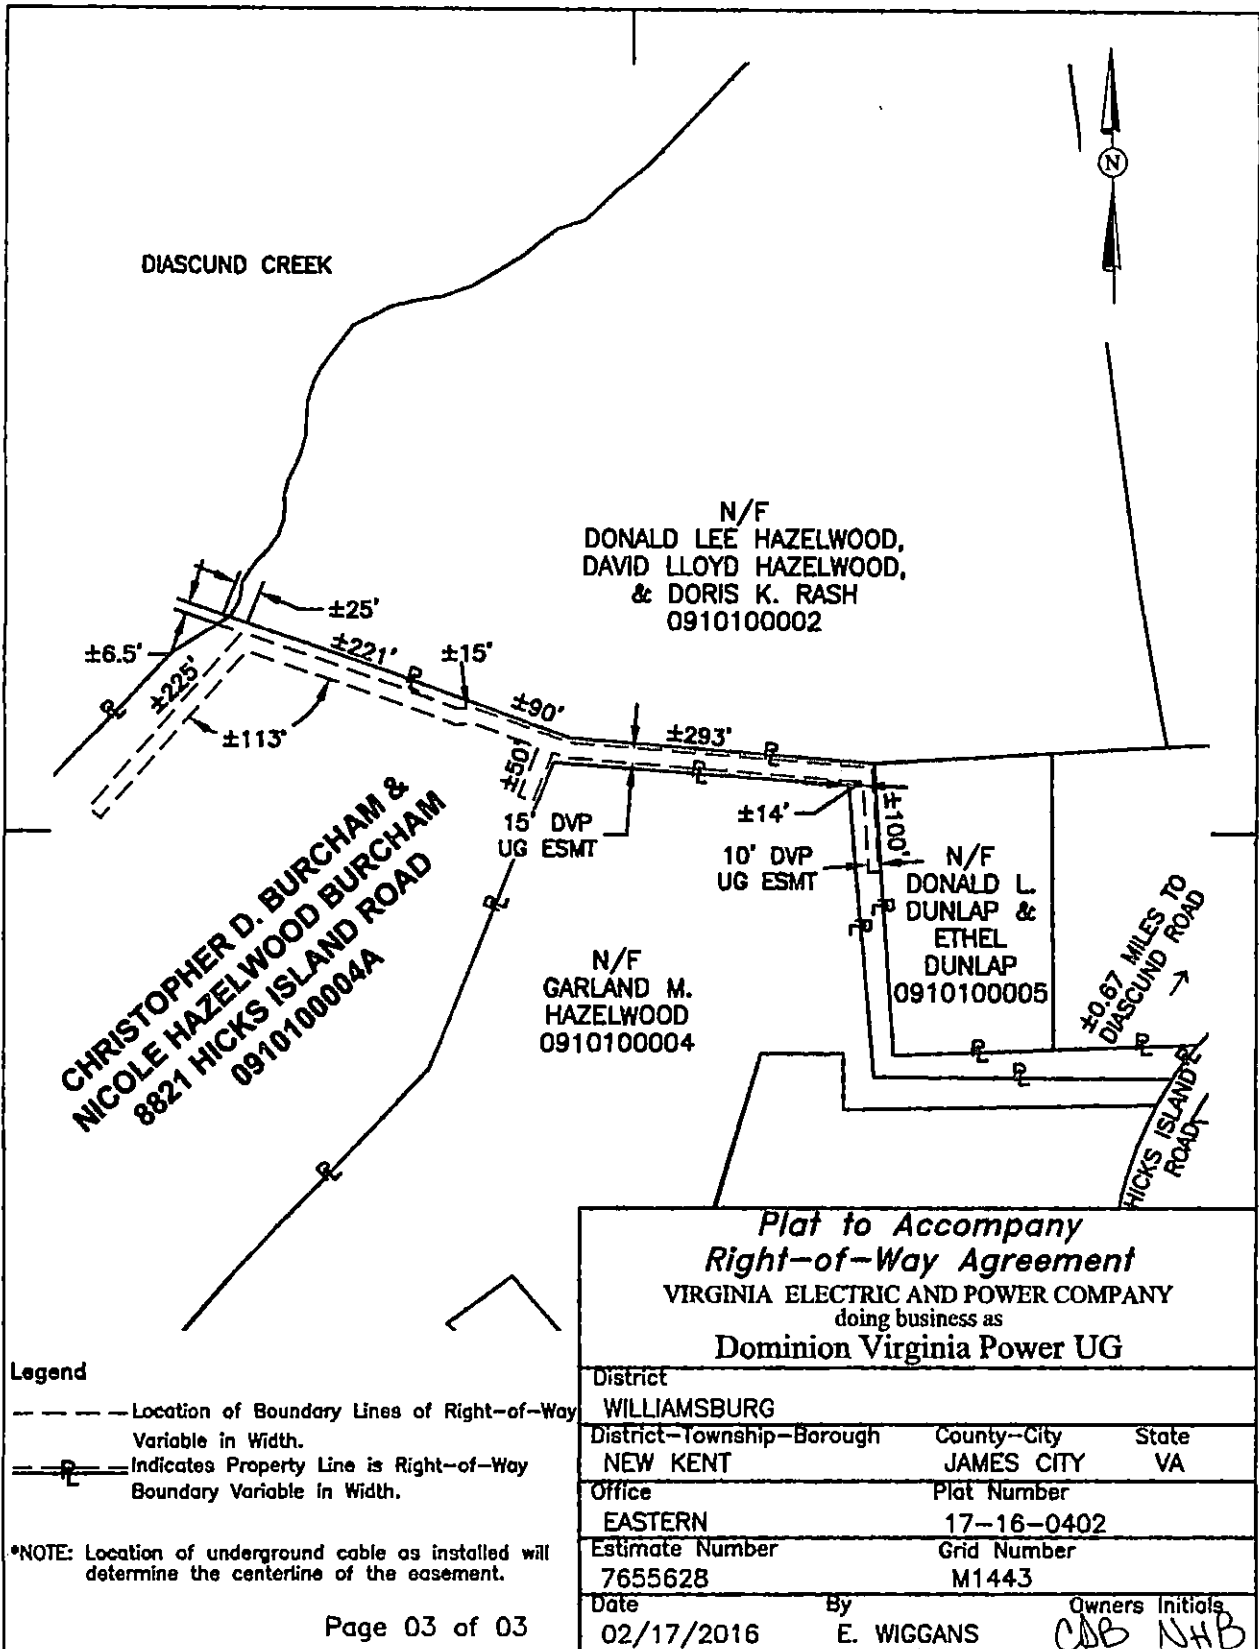 N
DIASCUND CREEK
N/F
DONALD LEE HAZELWOOD,
DAVID LLOYD HAZELWOOD,
& DORIS K. RASH
0910100002
±25'
±6.5'
±221'
±15'
±225'
±113°
±90'
±293'
±50'
15' DVP
UG ESMT
±14'
±100'
10' DVP
UG ESMT
N/F
DONALD L.
DUNLAP &
ETHEL
DUNLAP
0910100005
CHRISTOPHER D. BURCHAM &
NICOLE HAZELWOOD BURCHAM
8821 HICKS ISLAND ROAD
0910100004A
N/F
GARLAND M.
HAZELWOOD
0910100004
±0.67 MILES TO
DIASCUND ROAD
HICKS ISLAND
ROAD
Plat to Accompany
Right-of-Way Agreement
VIRGINIA ELECTRIC AND POWER COMPANY
doing business as
Dominion Virginia Power UG
District
WILLIAMSBURG
District-Township-Borough County-City State
NEW KENT JAMES CITY VA
Office Plat Number
EASTERN 17-16-0402
Estimate Number Grid Number
7655628 M1443
Date By Owners Initials
02/17/2016 E. WIGGANS CDB NHB
Legend
Location of Boundary Lines of Right-of-Way
Variable in Width.
PL Indicates Property Line is Right-of-Way
Boundary Variable in Width.
*NOTE: Location of underground cable as installed will
determine the centerline of the easement.
Page 03 of 03